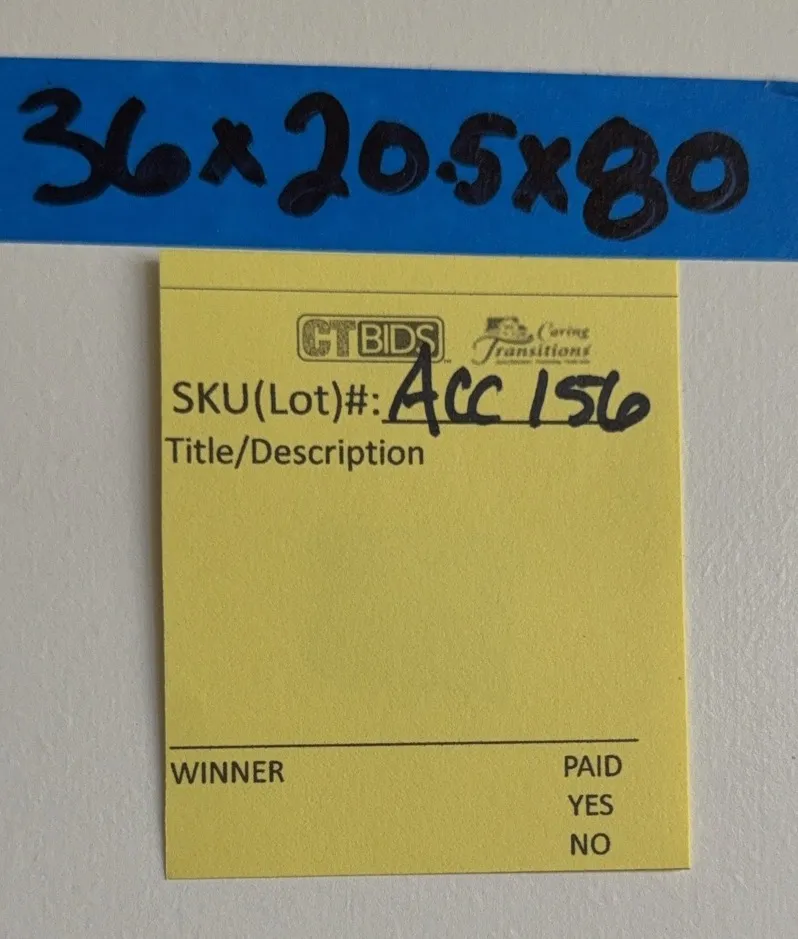 36x20.5x80
CTBIDS
Caring
Transitions
SKU(Lot)#: ACC 156
Title/Description
WINNER
PAID
YES
NO